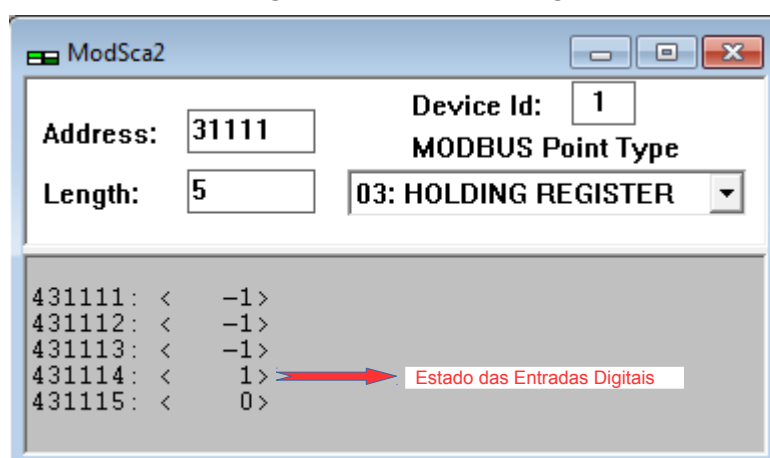 ModSca2
Device Id: 1
Address: 31111
MODBUS Point Type
Length: 5
03: HOLDING REGISTER
431111: <    -1>
431112: <    -1>
431113: <    -1>
431114: <     1> Estado das Entradas Digitais
431115: <     0>